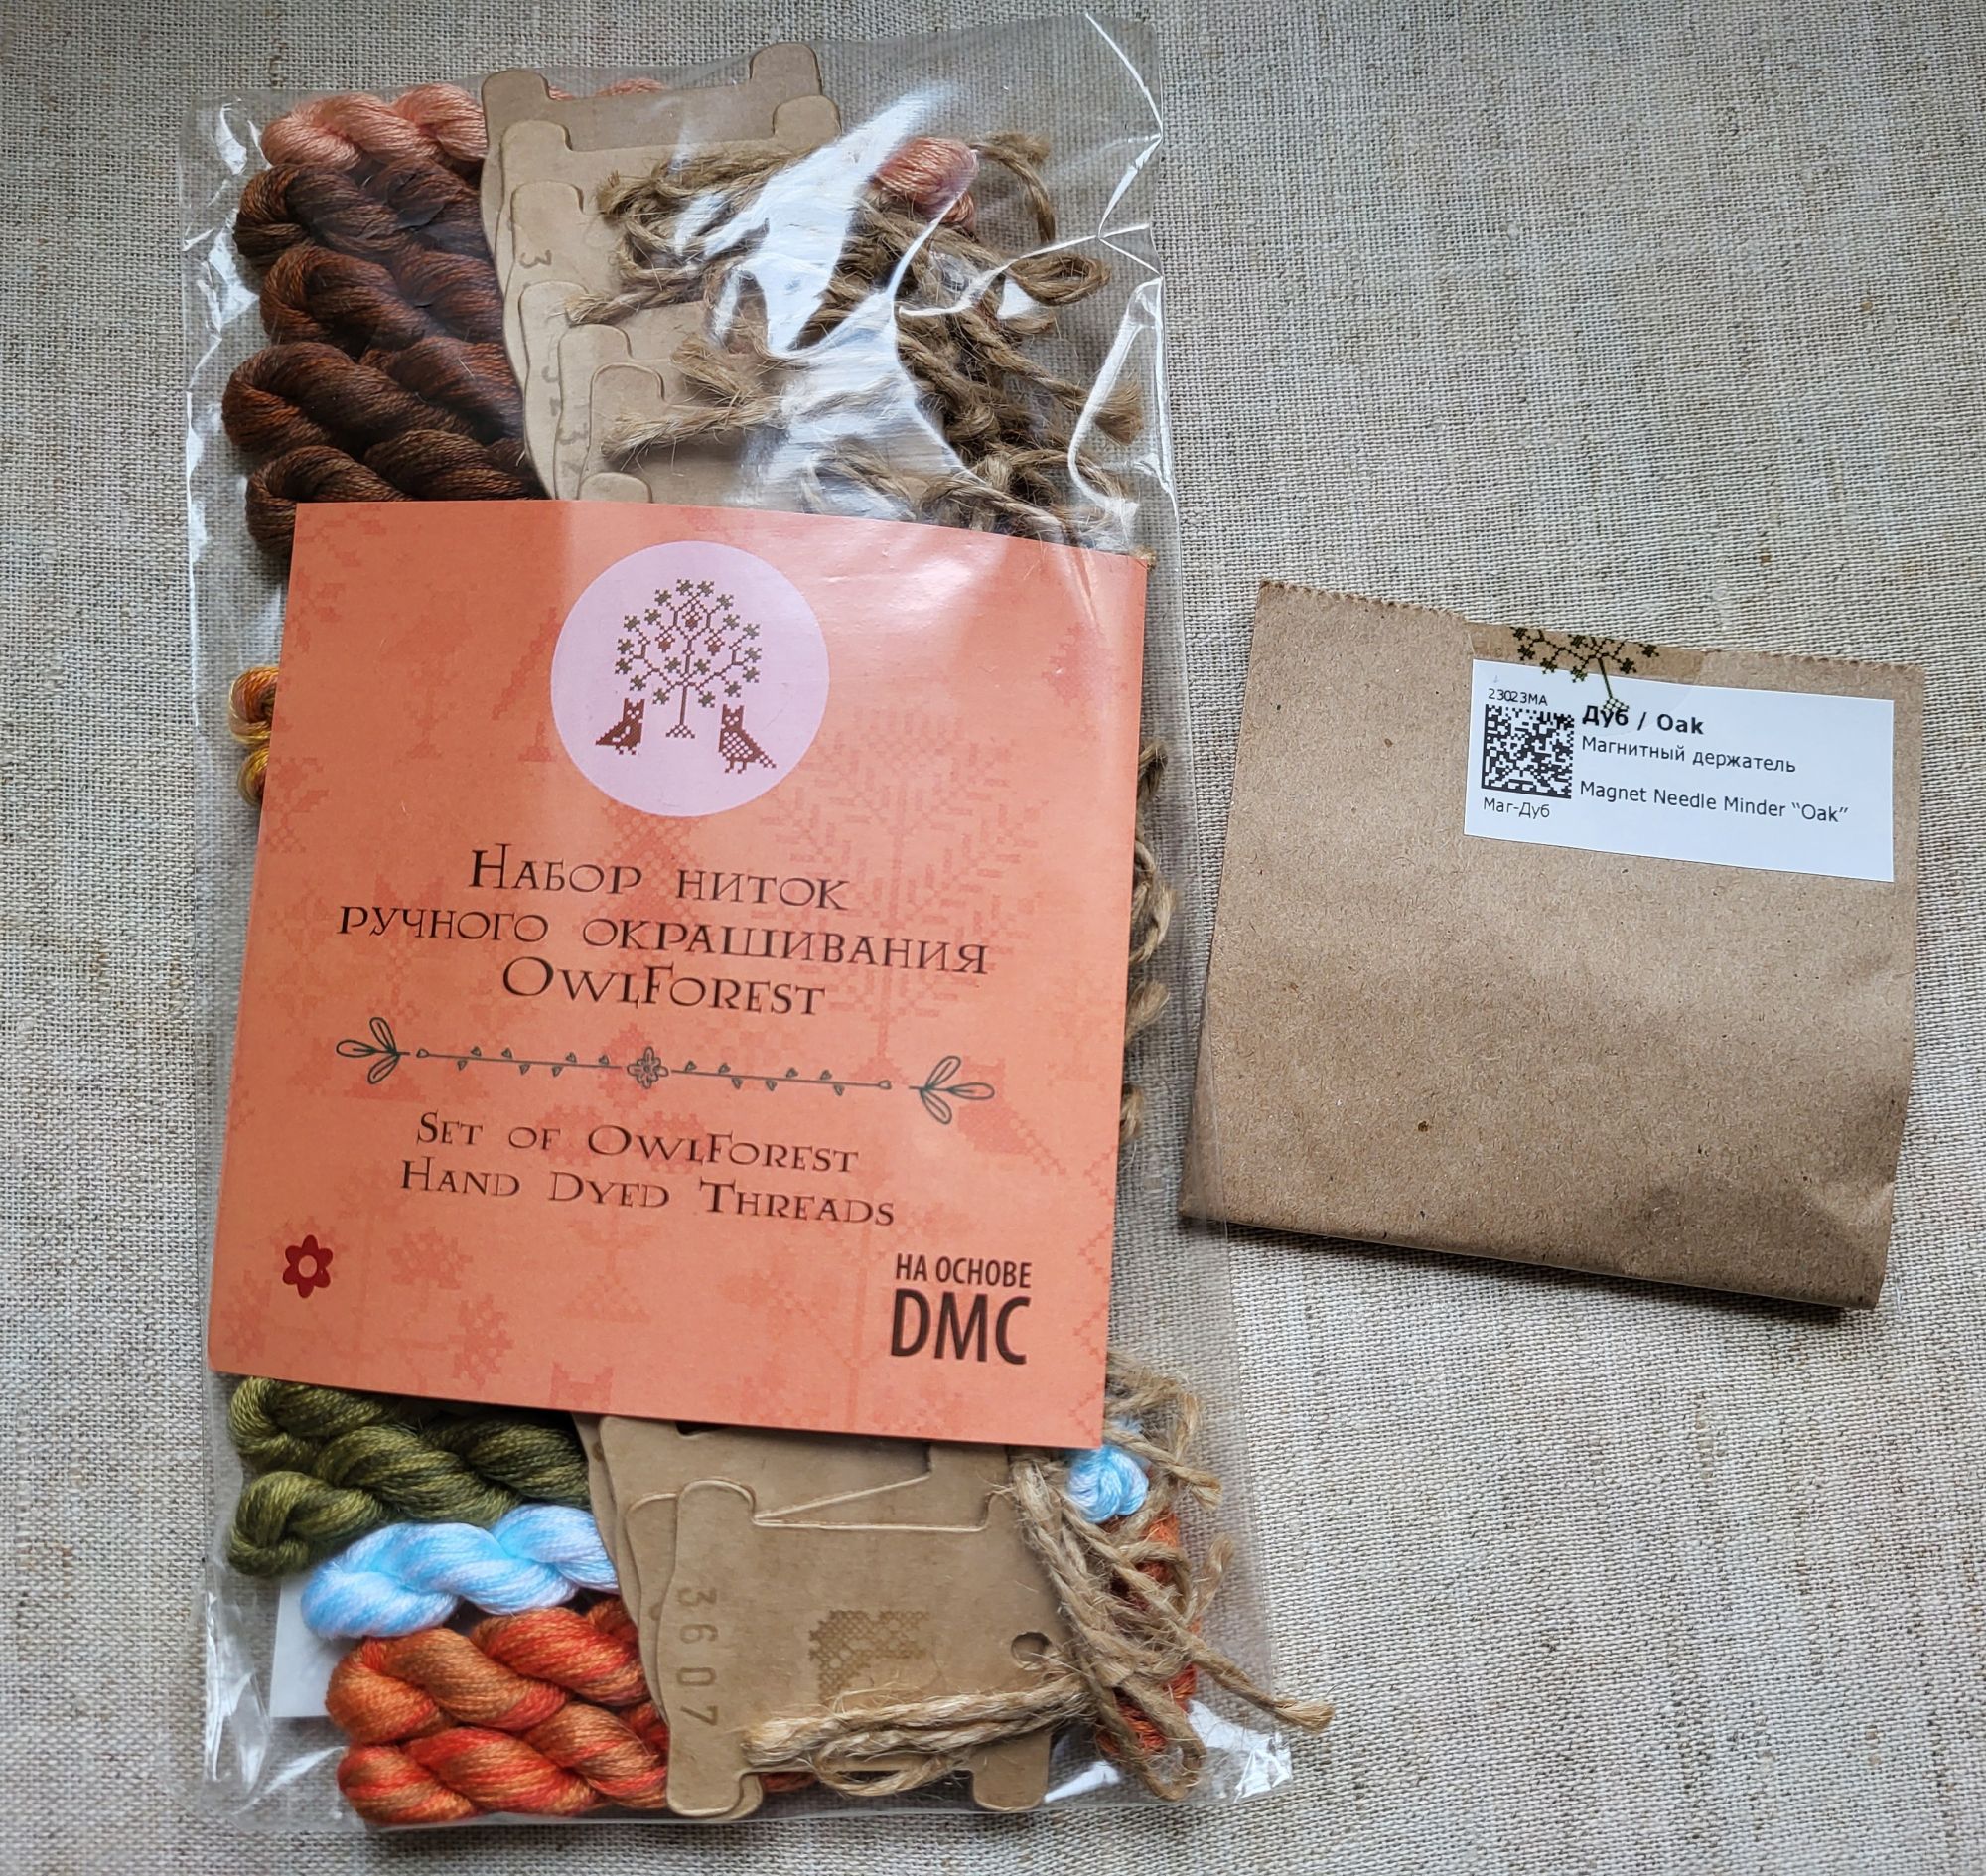 Набор ниток
ручного окрашивания
OwlForest
Set of OwlForest
Hand Dyed Threads
НА ОСНОВЕ
DMC
3607
23023МА
Дуб / Oak
Магнитный держатель
Magnet Needle Minder “Oak”
Маг-Дуб